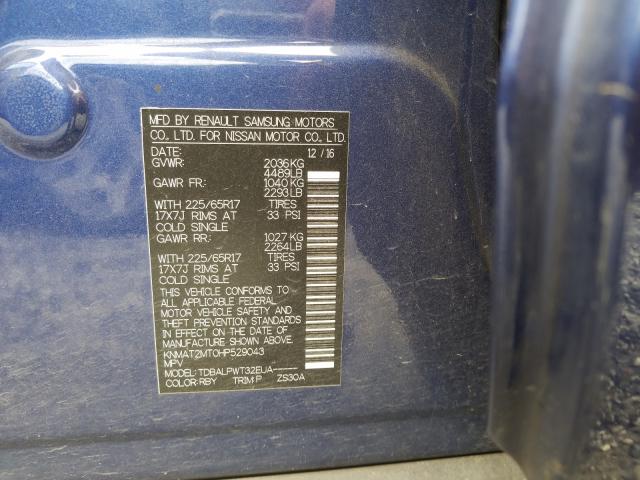 MFD BY RENAULT SAMSUNG MOTORS
CO., LTD. FOR NISSAN MOTOR CO., LTD.
DATE: 12/16
GVWR: 2036KG
4489LB
GAWR FR: 1040KG
2293LB
WITH 225/65R17 TIRES
17X7J RIMS AT 33 PSI
COLD SINGLE
GAWR RR: 1027 KG
2264LB
WITH 225/65R17 TIRES
17X7J RIMS AT 33 PSI
COLD SINGLE
THIS VEHICLE CONFORMS TO
ALL APPLICABLE FEDERAL
MOTOR VEHICLE SAFETY AND
THEFT PREVENTION STANDARDS
IN EFFECT ON THE DATE OF
MANUFACTURE SHOWN ABOVE.
KNMAT2MT0HP529043
MPV
MODEL: TDBALPWT32EUA-----
COLOR:RBY TRIM:P ZS30A